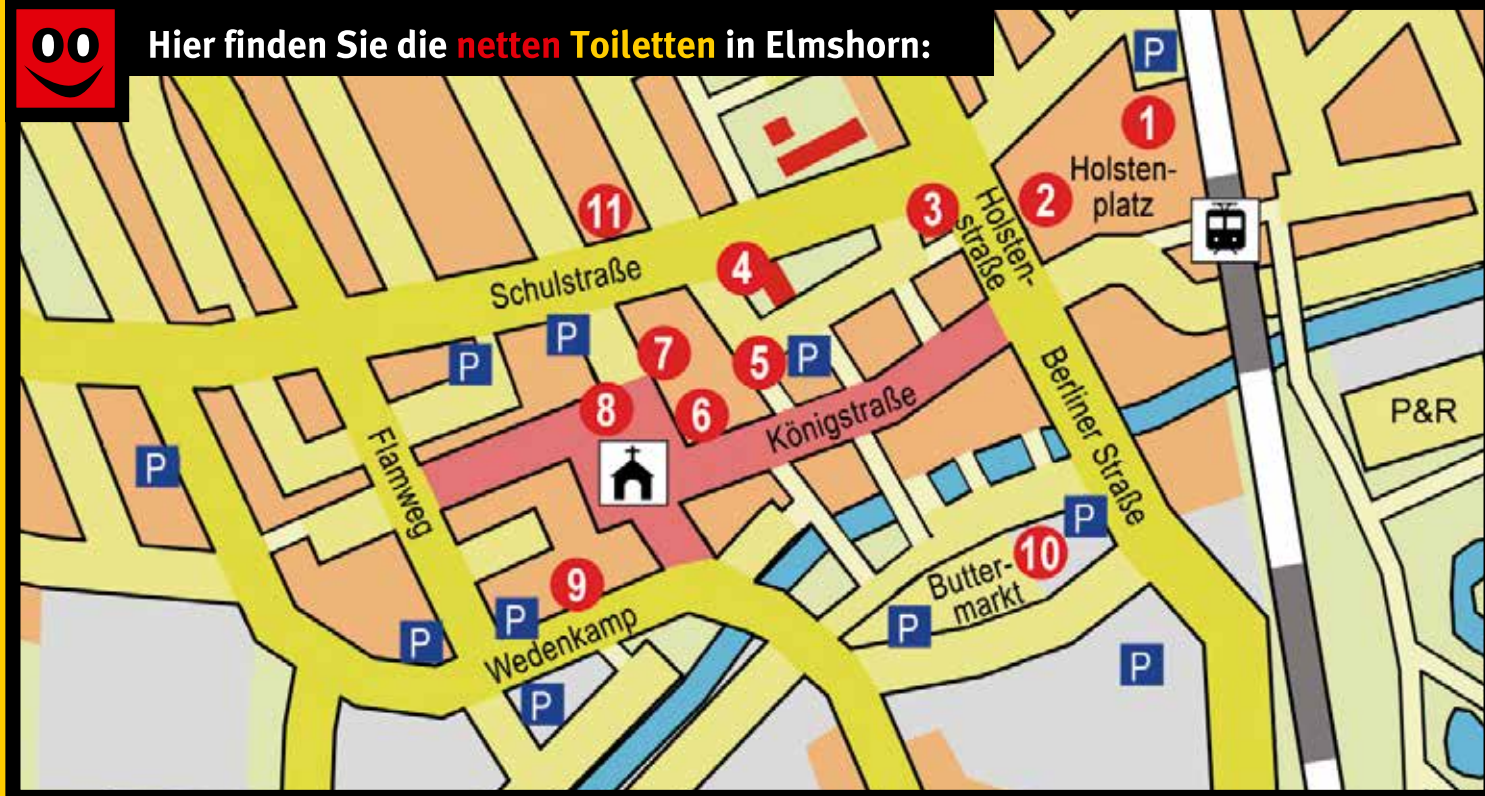 Hier finden Sie die netten Toiletten in Elmshorn:
P
1
Holsten-
platz
2
3
Holsten-
straße
11
4
Schulstraße
P
P
7
5
P
8
6
Königstraße
Berliner Straße
P&R
P
Flamweg
P
10
Butter-
markt
9
P
P
P
Wedenkamp
P
P